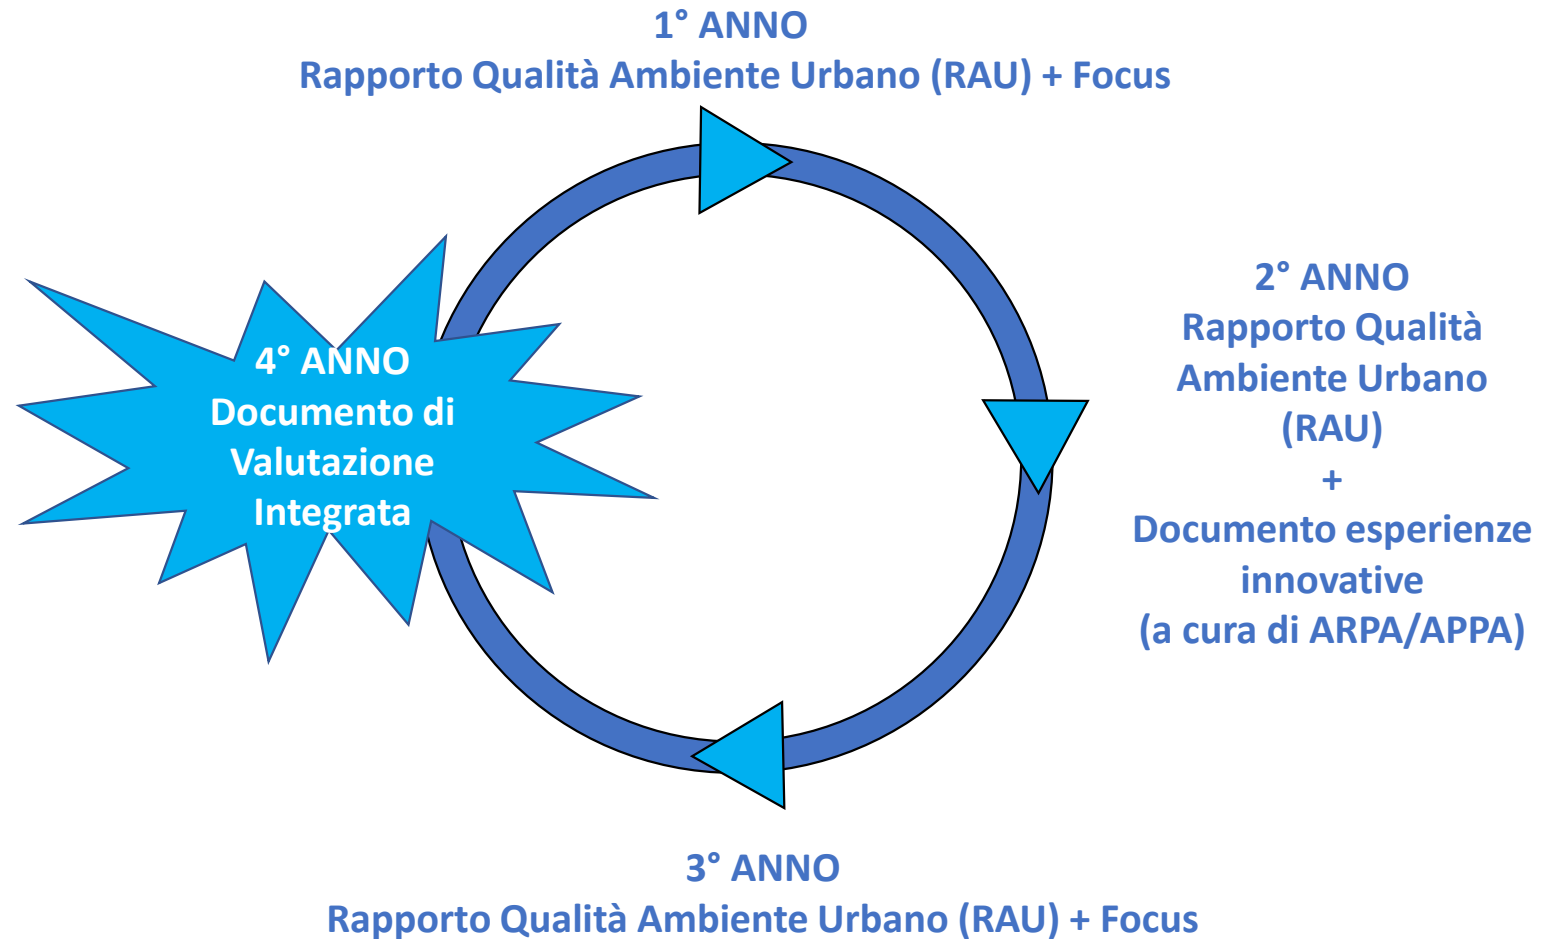 1° ANNO
Rapporto Qualità Ambiente Urbano (RAU) + Focus
2° ANNO
Rapporto Qualità
Ambiente Urbano
(RAU)
+
Documento esperienze
innovative
(a cura di ARPA/APPA)
3° ANNO
Rapporto Qualità Ambiente Urbano (RAU) + Focus
4° ANNO
Documento di
Valutazione
Integrata